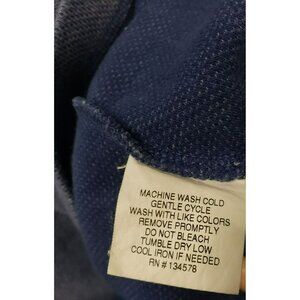 MACHINE WASH COLD
GENTLE CYCLE
WASH WITH LIKE COLORS
REMOVE PROMPTLY
DO NOT BLEACH
TUMBLE DRY LOW
COOL IRON IF NEEDED
RN # 134578